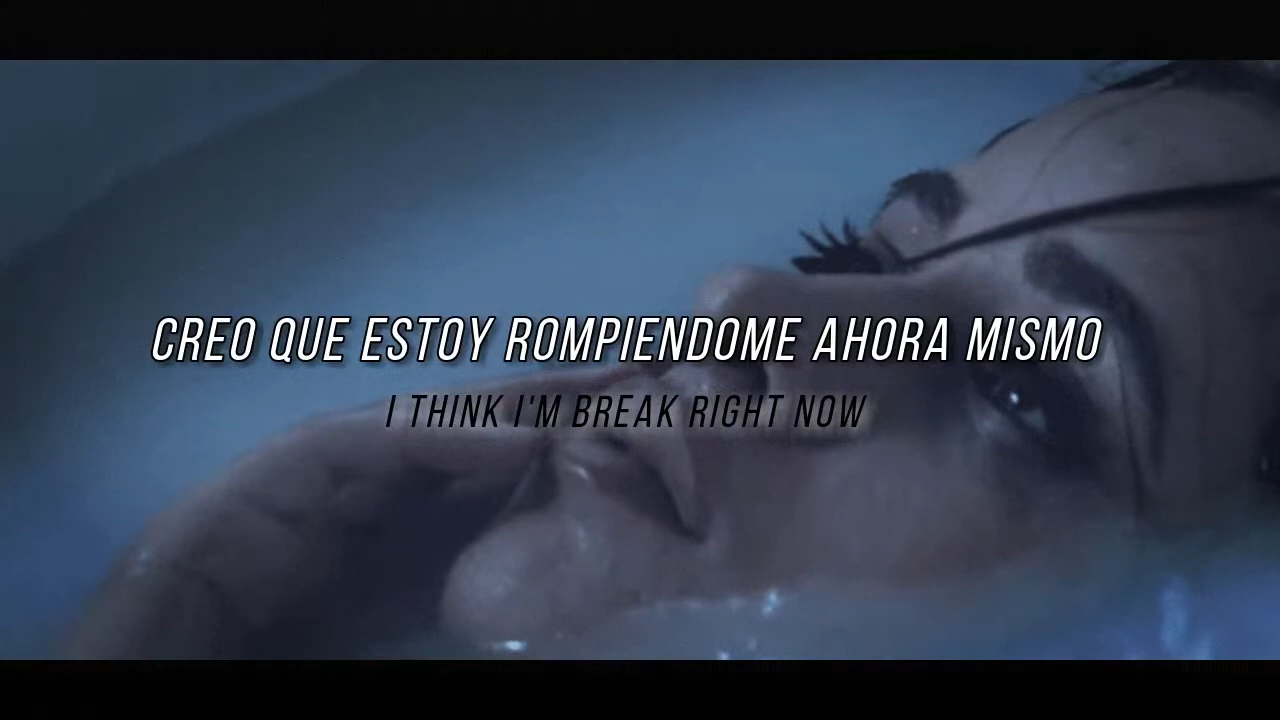 CREO QUE ESTOY ROMPIENDOME AHORA MISMO
I THINK I'M BREAK RIGHT NOW